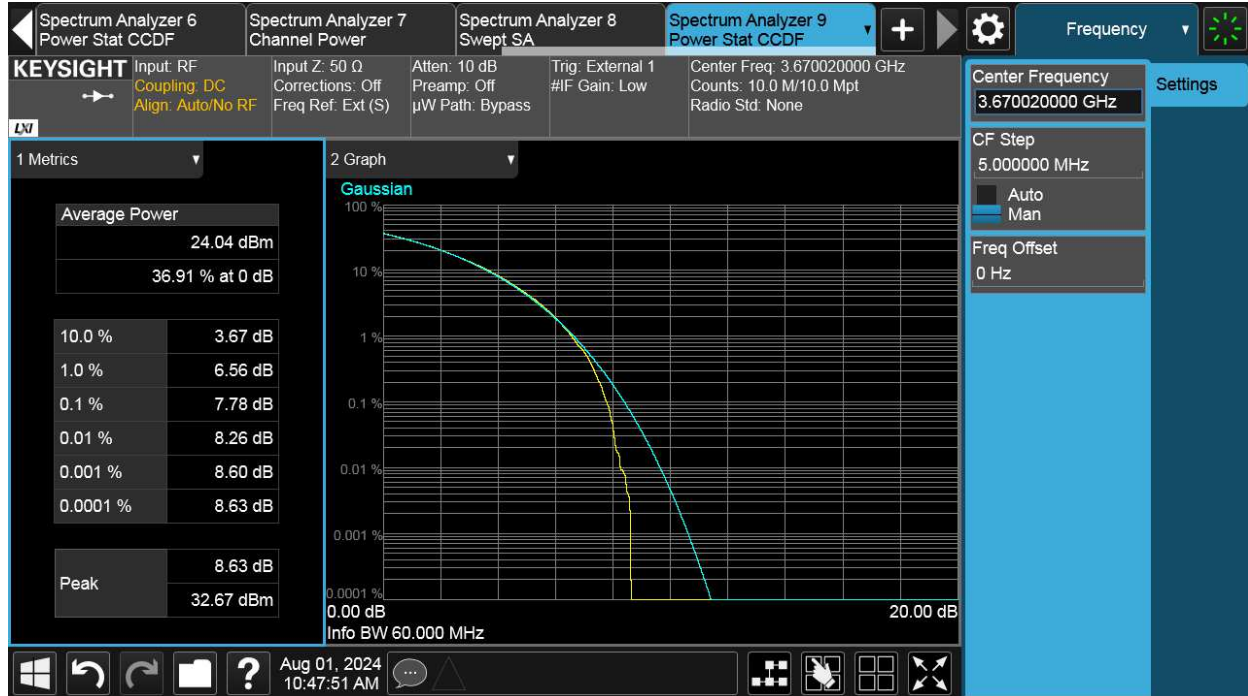 Spectrum Analyzer 6
Power Stat CCDF
Spectrum Analyzer 7
Channel Power
Spectrum Analyzer 8
Swept SA
Spectrum Analyzer 9
Power Stat CCDF
+
Frequency
KEYSIGHT
LXI
Input: RF
Coupling: DC
Align: Auto/No RF
Input Z: 50 Ω
Corrections: Off
Freq Ref: Ext (S)
Atten: 10 dB
Preamp: Off
µW Path: Bypass
Trig: External 1
#IF Gain: Low
Center Freq: 3.670020000 GHz
Counts: 10.0 M/10.0 Mpt
Radio Std: None
Center Frequency
3.670020000 GHz
Settings
CF Step
5.000000 MHz
Auto
Man
Freq Offset
0 Hz
1 Metrics
Average Power
24.04 dBm
36.91 % at 0 dB
10.0 % 3.67 dB
1.0 % 6.56 dB
0.1 % 7.78 dB
0.01 % 8.26 dB
0.001 % 8.60 dB
0.0001 % 8.63 dB
Peak
8.63 dB
32.67 dBm
2 Graph
Gaussian
100 %
10 %
1 %
0.1 %
0.01 %
0.001 %
0.0001 %
0.00 dB 20.00 dB
Info BW 60.000 MHz
?
Aug 01, 2024
10:47:51 AM